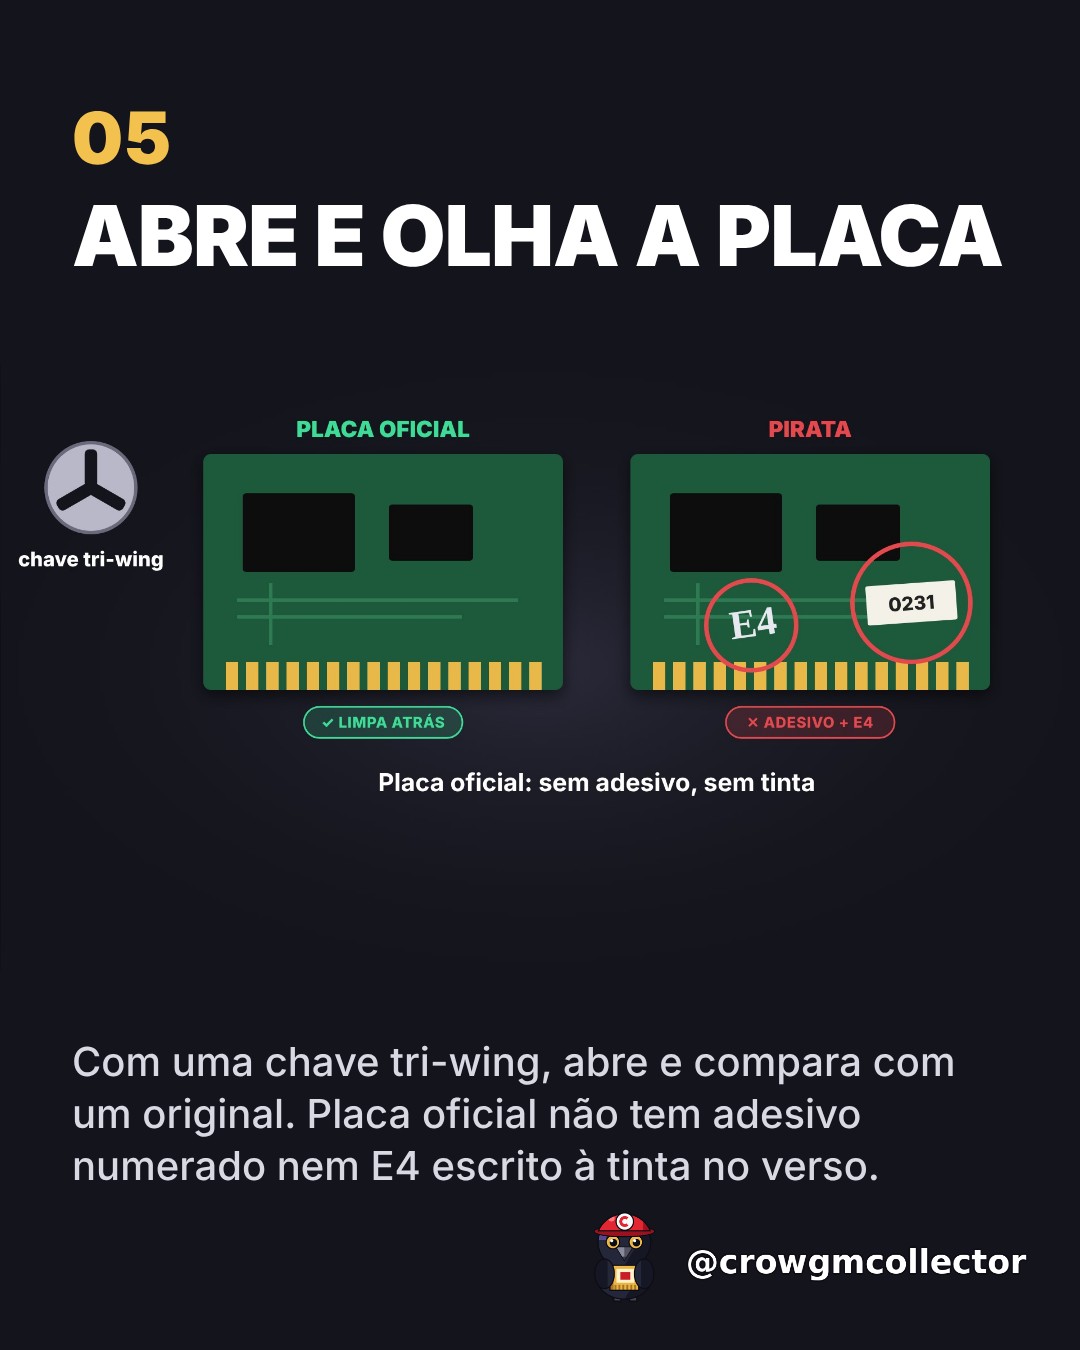 05
ABRE E OLHA A PLACA
PLACA OFICIAL
PIRATA
chave tri-wing
E4
0231
✓ LIMPA ATRÁS
✕ ADESIVO + E4
Placa oficial: sem adesivo, sem tinta
Com uma chave tri-wing, abre e compara com
um original. Placa oficial não tem adesivo
numerado nem E4 escrito à tinta no verso.
C
@crowgmcollector